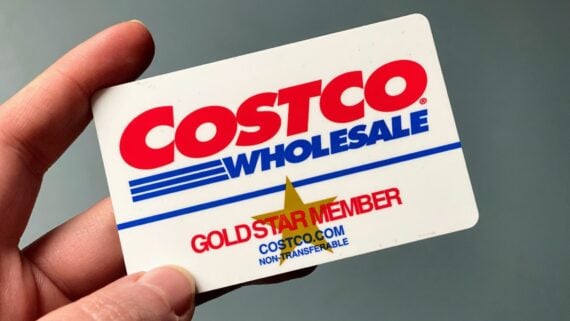 COSTCO®
WHOLESALE
GOLD STAR MEMBER
COSTCO.COM
NON-TRANSFERABLE